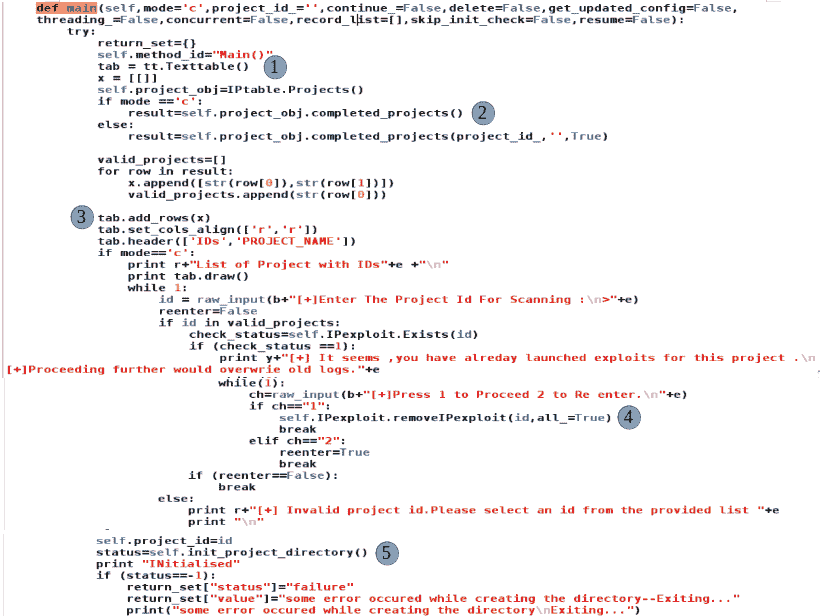 def main(self,mode='c',project_id_='',continue_=False,delete=False,get_updated_config=False,
threading_=False,concurrent=False,record_list=[],skip_init_check=False,resume=False):
try:
return_set={}
self.method_id="Main()"
tab = tt.Texttable() 1
x = [[]]
self.project_obj=IPtable.Projects()
if mode =='c':
result=self.project_obj.completed_projects() 2
else:
result=self.project_obj.completed_projects(project_id_,'',True)
valid_projects=[]
for row in result:
x.append([str(row[0]),str(row[1])])
valid_projects.append(str(row[0]))
3 tab.add_rows(x)
tab.set_cols_align(['r','r'])
tab.header(['IDs','PROJECT_NAME'])
if mode=='c':
print r+"List of Project with IDs"+e +"\n"
print tab.draw()
while 1:
id = raw_input(b+"[+]Enter The Project Id For Scanning :\n>"+e)
reenter=False
if id in valid_projects:
check_status=self.IPexploit.Exists(id)
if (check_status ==1):
print y+"[+] It seems ,you have alreday launched exploits for this project .\n
[+]Proceeding further would overwrie old logs."+e
while(1):
ch=raw_input(b+"[+]Press 1 to Proceed 2 to Re enter.\n"+e)
if ch=="1":
self.IPexploit.removeIPexploit(id,all_=True) 4
break
elif ch=="2":
reenter=True
break
if (reenter==False):
break
else:
print r+"[+] Invalid project id.Please select an id from the provided list "+e
print "\n"
self.project_id=id
status=self.init_project_directory() 5
print "INitialised"
if (status==-1):
return_set["status"]="failure"
return_set["value"]="some error occured while creating the directory--Exiting..."
print("some error occured while creating the directory\nExiting...")